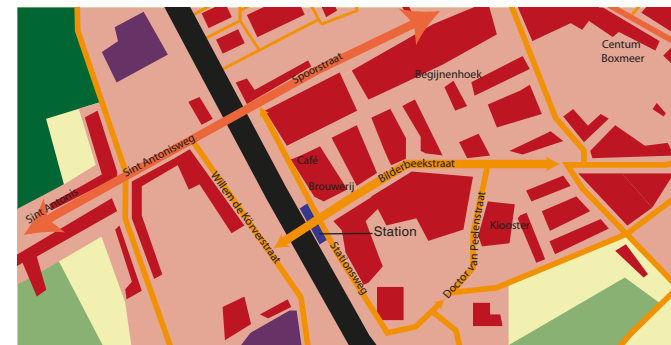 Centum
Boxmeer
Spoorstraat
Begijnenhoek
Sint Antonisweg
Café
Bilderbeekstraat
Brouwerij
Sint Antonis
Willem de Körverstraat
Klooster
Station
Stationsweg
Doctor van Peelenstraat